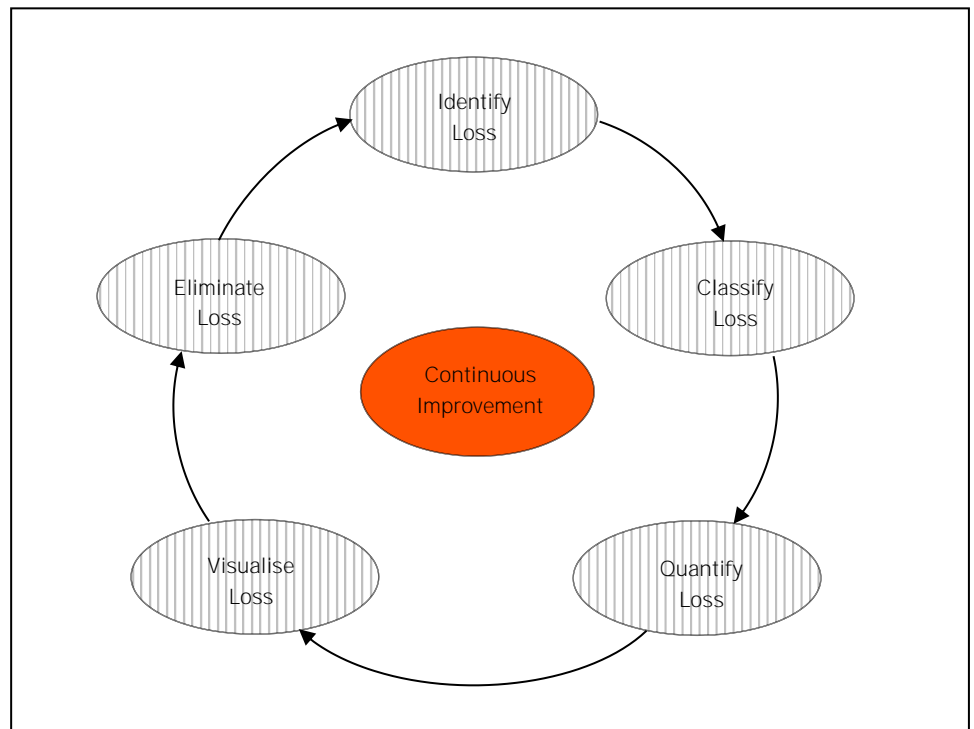 Identify
Loss
Eliminate
Loss
Classify
Loss
Continuous
Improvement
Visualise
Loss
Quantify
Loss